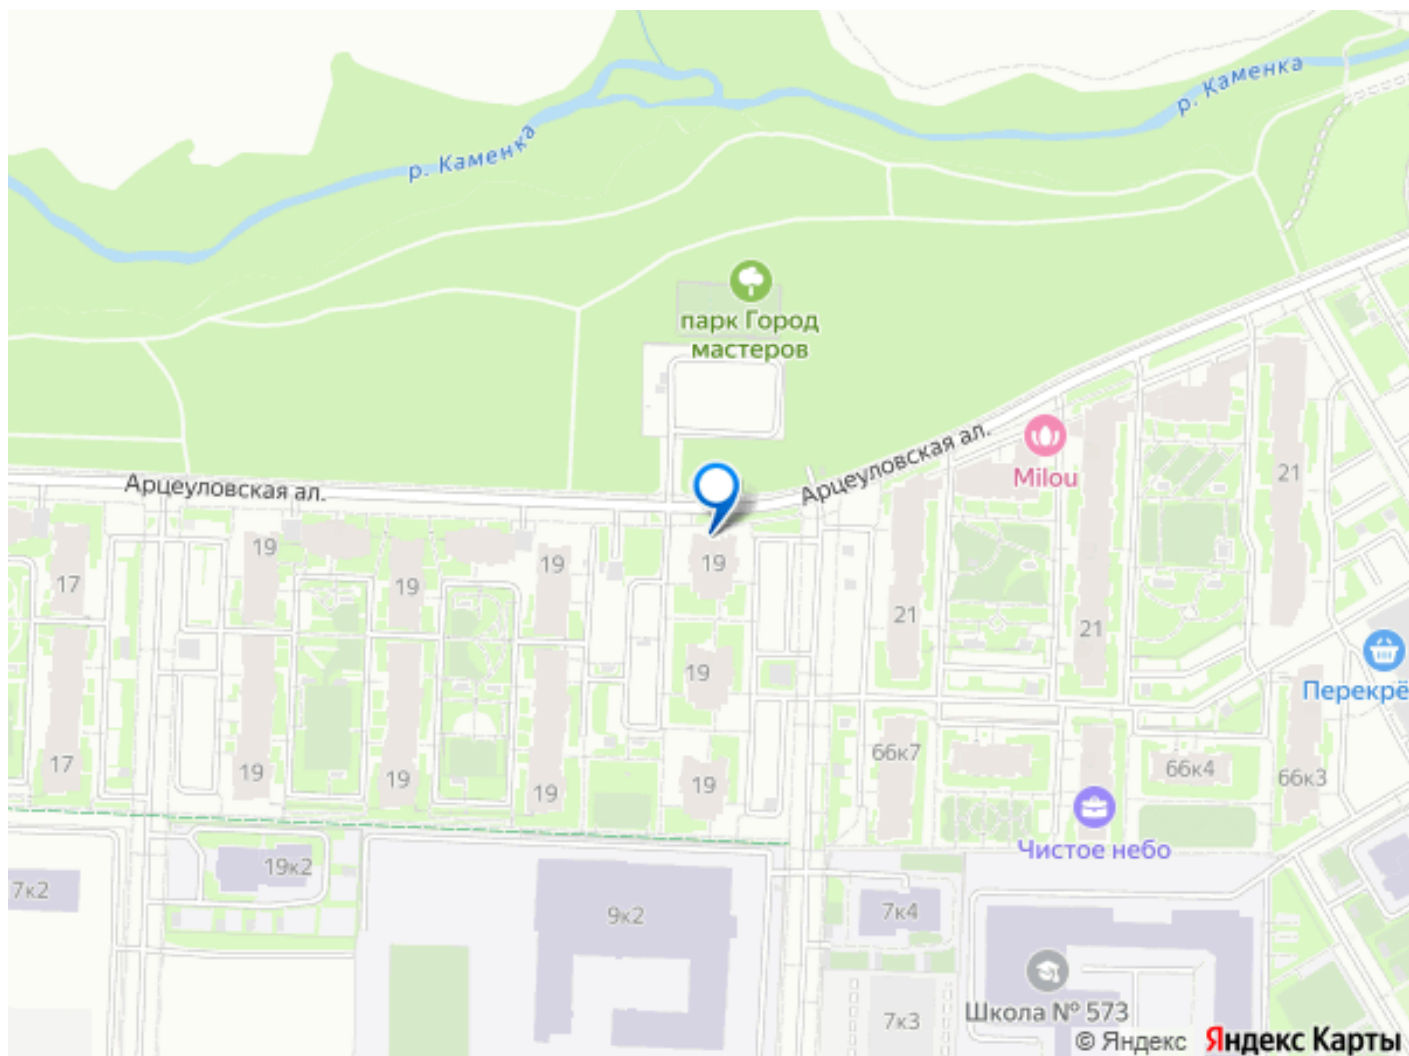 р. Каменка
р. Каменка
парк Город
мастеров
Арцеуловская ал.
Milou
Арцеуловская ал.
21
19
19
19
19
17
21
21
19
Перекрё
66к7
66к4
66к3
17
19
19
19
19
Чистое небо
19к2
7к2
9к2
7к4
Школа № 573
7к3
© Яндекс
Яндекс Карты